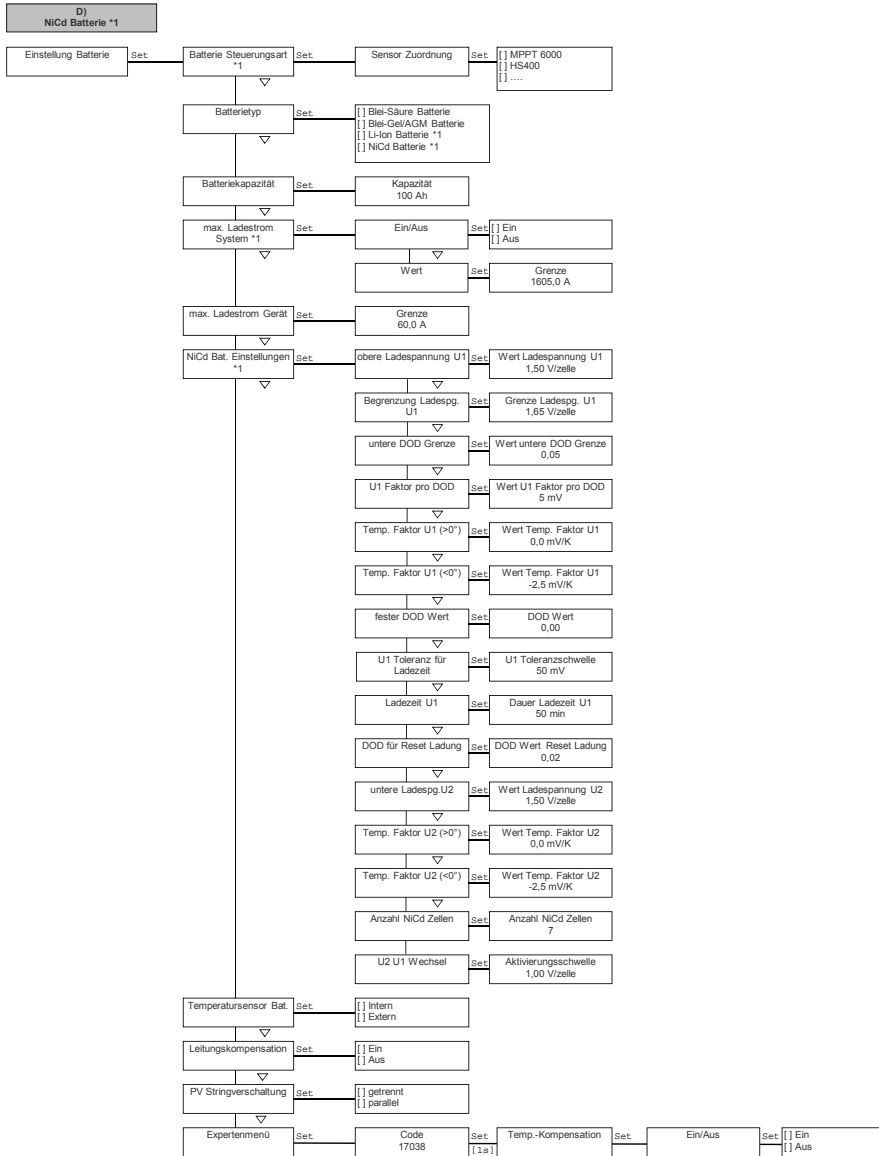 D)
NiCd Batterie *1
Einstellung Batterie Set Batterie Steuerungsart Set Sensor Zuordnung Set [ ] MPPT 6000
*1 [ ] HS400
[ ] ....
Batterietyp Set [ ] Blei-Säure Batterie
[ ] Blei-Gel/AGM Batterie
[ ] Li-Ion Batterie *1
[ ] NiCd Batterie *1
Batteriekapazität Set Kapazität
100 Ah
max. Ladestrom Set Ein/Aus Set [ ] Ein
System *1 [ ] Aus
Wert Set Grenze
1605,0 A
max. Ladestrom Gerät Set Grenze
60,0 A
NiCd Bat. Einstellungen Set obere Ladespannung U1 Set Wert Ladespannung U1
*1 1,50 V/zelle
Begrenzung Ladespg. Set Grenze Ladespg. U1
U1 1,65 V/zelle
untere DOD Grenze Set Wert untere DOD Grenze
0,05
U1 Faktor pro DOD Set Wert U1 Faktor pro DOD
5 mV
Temp. Faktor U1 (>0°) Set Wert Temp. Faktor U1
0,0 mV/K
Temp. Faktor U1 (<0°) Set Wert Temp. Faktor U1
-2,5 mV/K
fester DOD Wert Set DOD Wert
0,00
U1 Toleranz für Set U1 Toleranzschwelle
Ladezeit 50 mV
Ladezeit U1 Set Dauer Ladezeit U1
50 min
DOD für Reset Ladung Set DOD Wert Reset Ladung
0,02
untere Ladespg.U2 Set Wert Ladespannung U2
1,50 V/zelle
Temp. Faktor U2 (>0°) Set Wert Temp. Faktor U2
0,0 mV/K
Temp. Faktor U2 (<0°) Set Wert Temp. Faktor U2
-2,5 mV/K
Anzahl NiCd Zellen Set Anzahl NiCd Zellen
7
U2 U1 Wechsel Set Aktivierungsschwelle
1,00 V/zelle
Temperatursensor Bat. Set [ ] Intern
[ ] Extern
Leitungskompensation Set [ ] Ein
[ ] Aus
PV Stringverschaltung Set [ ] getrennt
[ ] parallel
Expertenmenü Set Code Set Temp.-Kompensation Set Ein/Aus Set [ ] Ein
17038 [1s] [ ] Aus